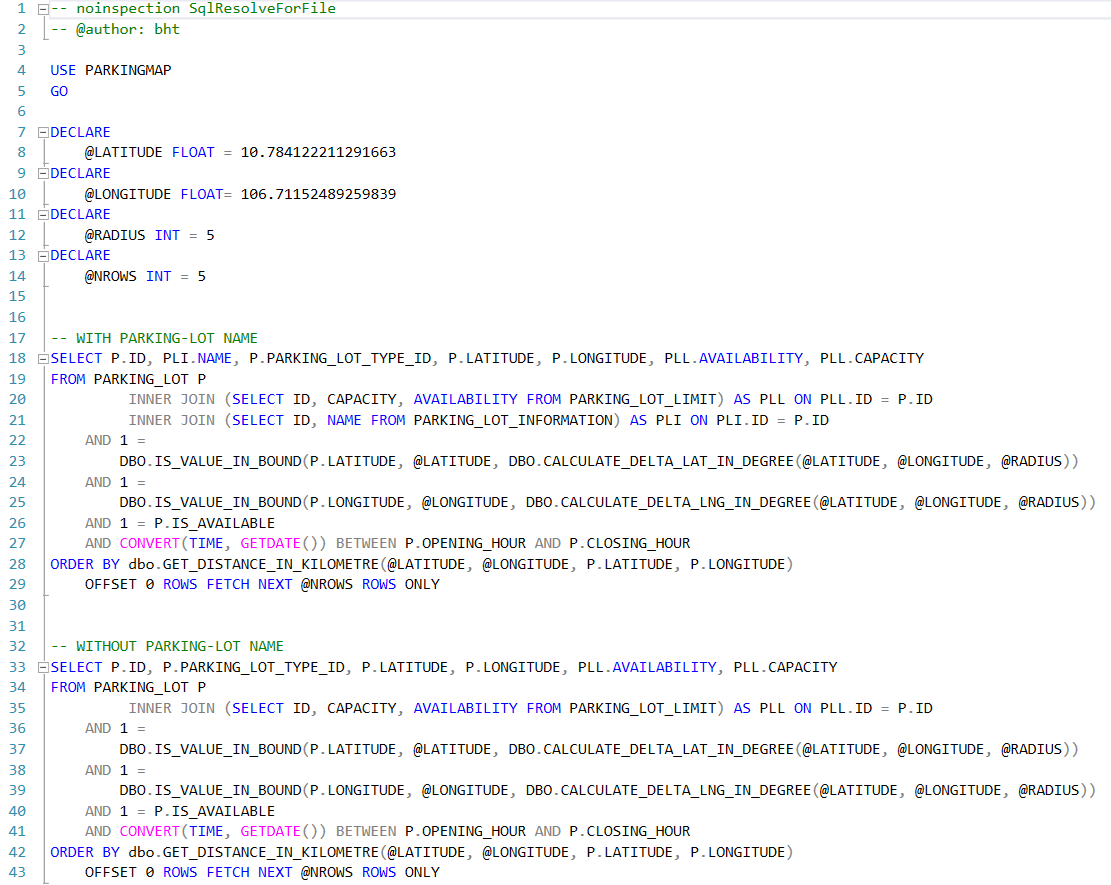 1 -- noinspection SqlResolveForFile
2 -- @author: bht
3
4 USE PARKINGMAP
5 GO
6
7 DECLARE
8     @LATITUDE FLOAT = 10.784122211291663
9 DECLARE
10     @LONGITUDE FLOAT= 106.71152489259839
11 DECLARE
12     @RADIUS INT = 5
13 DECLARE
14     @NROWS INT = 5
15
16
17 -- WITH PARKING-LOT NAME
18 SELECT P.ID, PLI.NAME, P.PARKING_LOT_TYPE_ID, P.LATITUDE, P.LONGITUDE, PLL.AVAILABILITY, PLL.CAPACITY
19 FROM PARKING_LOT P
20          INNER JOIN (SELECT ID, CAPACITY, AVAILABILITY FROM PARKING_LOT_LIMIT) AS PLL ON PLL.ID = P.ID
21          INNER JOIN (SELECT ID, NAME FROM PARKING_LOT_INFORMATION) AS PLI ON PLI.ID = P.ID
22     AND 1 =
23         DBO.IS_VALUE_IN_BOUND(P.LATITUDE, @LATITUDE, DBO.CALCULATE_DELTA_LAT_IN_DEGREE(@LATITUDE, @LONGITUDE, @RADIUS))
24     AND 1 =
25         DBO.IS_VALUE_IN_BOUND(P.LONGITUDE, @LONGITUDE, DBO.CALCULATE_DELTA_LNG_IN_DEGREE(@LATITUDE, @LONGITUDE, @RADIUS))
26     AND 1 = P.IS_AVAILABLE
27     AND CONVERT(TIME, GETDATE()) BETWEEN P.OPENING_HOUR AND P.CLOSING_HOUR
28 ORDER BY dbo.GET_DISTANCE_IN_KILOMETRE(@LATITUDE, @LONGITUDE, P.LATITUDE, P.LONGITUDE)
29     OFFSET 0 ROWS FETCH NEXT @NROWS ROWS ONLY
30
31
32 -- WITHOUT PARKING-LOT NAME
33 SELECT P.ID, P.PARKING_LOT_TYPE_ID, P.LATITUDE, P.LONGITUDE, PLL.AVAILABILITY, PLL.CAPACITY
34 FROM PARKING_LOT P
35          INNER JOIN (SELECT ID, CAPACITY, AVAILABILITY FROM PARKING_LOT_LIMIT) AS PLL ON PLL.ID = P.ID
36     AND 1 =
37         DBO.IS_VALUE_IN_BOUND(P.LATITUDE, @LATITUDE, DBO.CALCULATE_DELTA_LAT_IN_DEGREE(@LATITUDE, @LONGITUDE, @RADIUS))
38     AND 1 =
39         DBO.IS_VALUE_IN_BOUND(P.LONGITUDE, @LONGITUDE, DBO.CALCULATE_DELTA_LNG_IN_DEGREE(@LATITUDE, @LONGITUDE, @RADIUS))
40     AND 1 = P.IS_AVAILABLE
41     AND CONVERT(TIME, GETDATE()) BETWEEN P.OPENING_HOUR AND P.CLOSING_HOUR
42 ORDER BY dbo.GET_DISTANCE_IN_KILOMETRE(@LATITUDE, @LONGITUDE, P.LATITUDE, P.LONGITUDE)
43     OFFSET 0 ROWS FETCH NEXT @NROWS ROWS ONLY